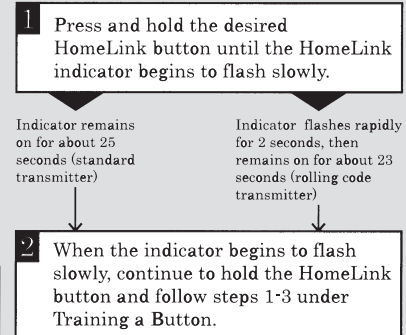 1
Press and hold the desired
HomeLink button until the HomeLink
indicator begins to flash slowly.
Indicator remains
on for about 25
seconds (standard
transmitter)
Indicator flashes rapidly
for 2 seconds, then
remains on for about 23
seconds (rolling code
transmitter)
2
When the indicator begins to flash
slowly, continue to hold the HomeLink
button and follow steps 1-3 under
Training a Button.